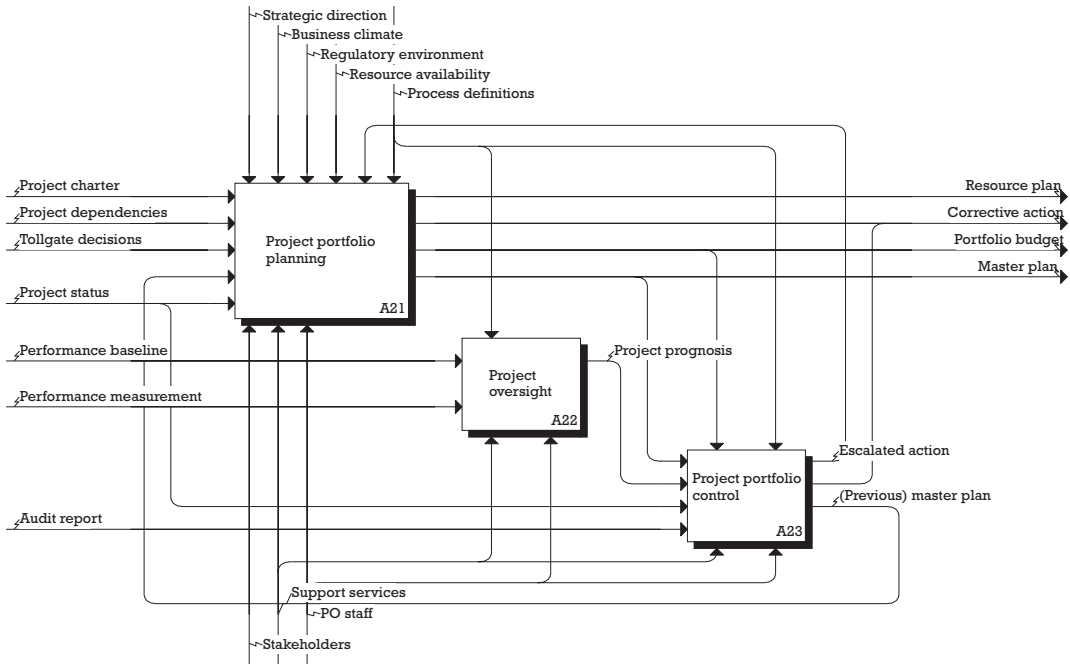 Strategic direction
Business climate
Regulatory environment
Resource availability
Process definitions
Project charter
Resource plan
Project dependencies
Corrective action
Tollgate decisions
Portfolio budget
Project portfolio
planning
Master plan
Project status
A21
Performance baseline
Project prognosis
Project
oversight
Performance measurement
A22
Escalated action
Project portfolio
control
(Previous) master plan
Audit report
A23
Support services
PO staff
Stakeholders